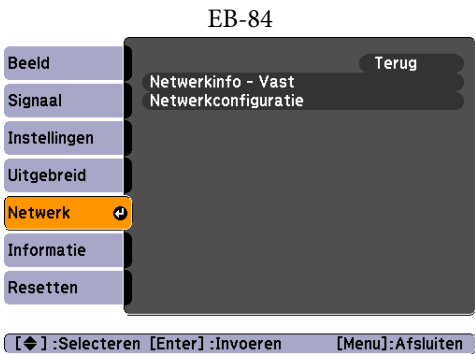 EB-84
Beeld
Signaal
Instellingen
Uitgebreid
Netwerk
Informatie
Resetten
Terug
Netwerkinfo - Vast
Netwerkconfiguratie
[◆] :Selecteren [Enter] :Invoeren [Menu]:Afsluiten